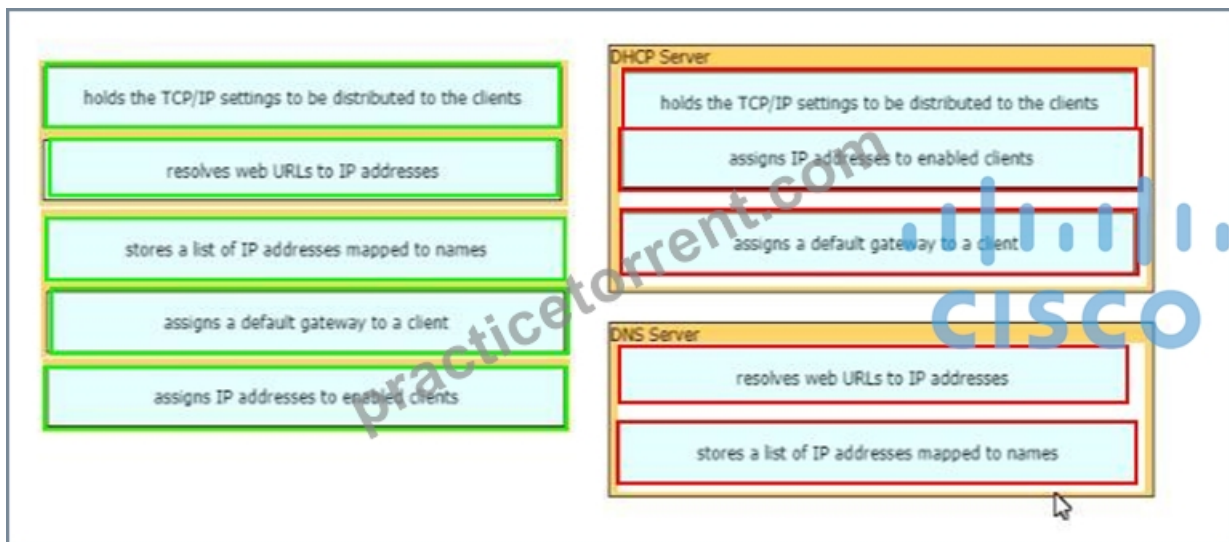 holds the TCP/IP settings to be distributed to the clients
resolves web URLs to IP addresses
stores a list of IP addresses mapped to names
assigns a default gateway to a client
assigns IP addresses to enabled clients
DHCP Server
holds the TCP/IP settings to be distributed to the clients
assigns IP addresses to enabled clients
assigns a default gateway to a client
DNS Server
resolves web URLs to IP addresses
stores a list of IP addresses mapped to names
practicetorrent.com
CISCO